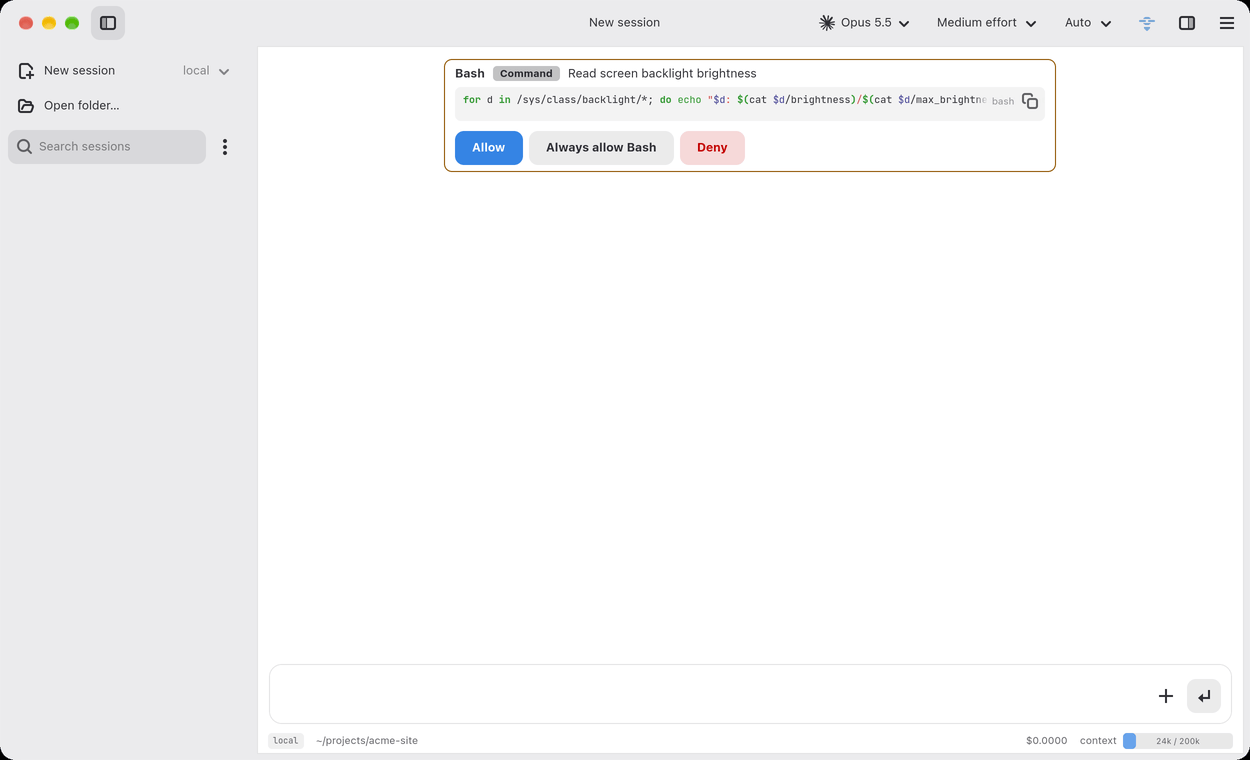 New session
Opus 5.5
Medium effort
Auto
New session
local
Open folder...
Search sessions
Bash Command Read screen backlight brightness
for d in /sys/class/backlight/*; do echo "$d: $(cat $d/brightness)/$(cat $d/max_brightne
bash
Allow
Always allow Bash
Deny
local
~/projects/acme-site
$0.0000
context
24k / 200k